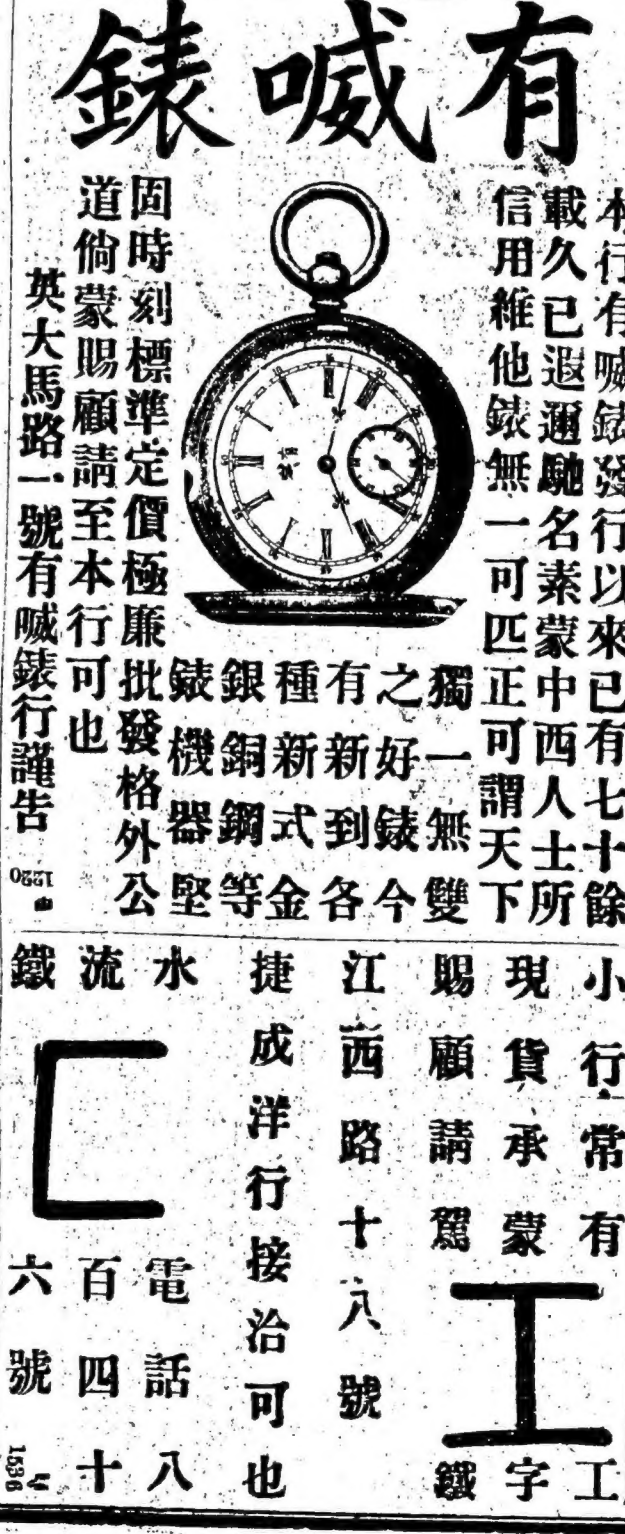 有喊錶
本行有喊錶發行以來已有七十餘
載久已遐邇馳名素蒙中西人士所
信用維他錶無一可匹正可謂天下
獨一無雙
之好錶今
有新到各
種新式金
銀銅鋼等
錶機器堅
固時刻標準定價極廉批發格外公
道倘蒙賜顧請至本行可也
英大馬路一號有喊錶行謹告
1220
小行常有
工字鐵
現貨承蒙
賜顧請駕
江西路十八號
捷成洋行接洽可也
水流鐵
電話八
百四十
六號
1536